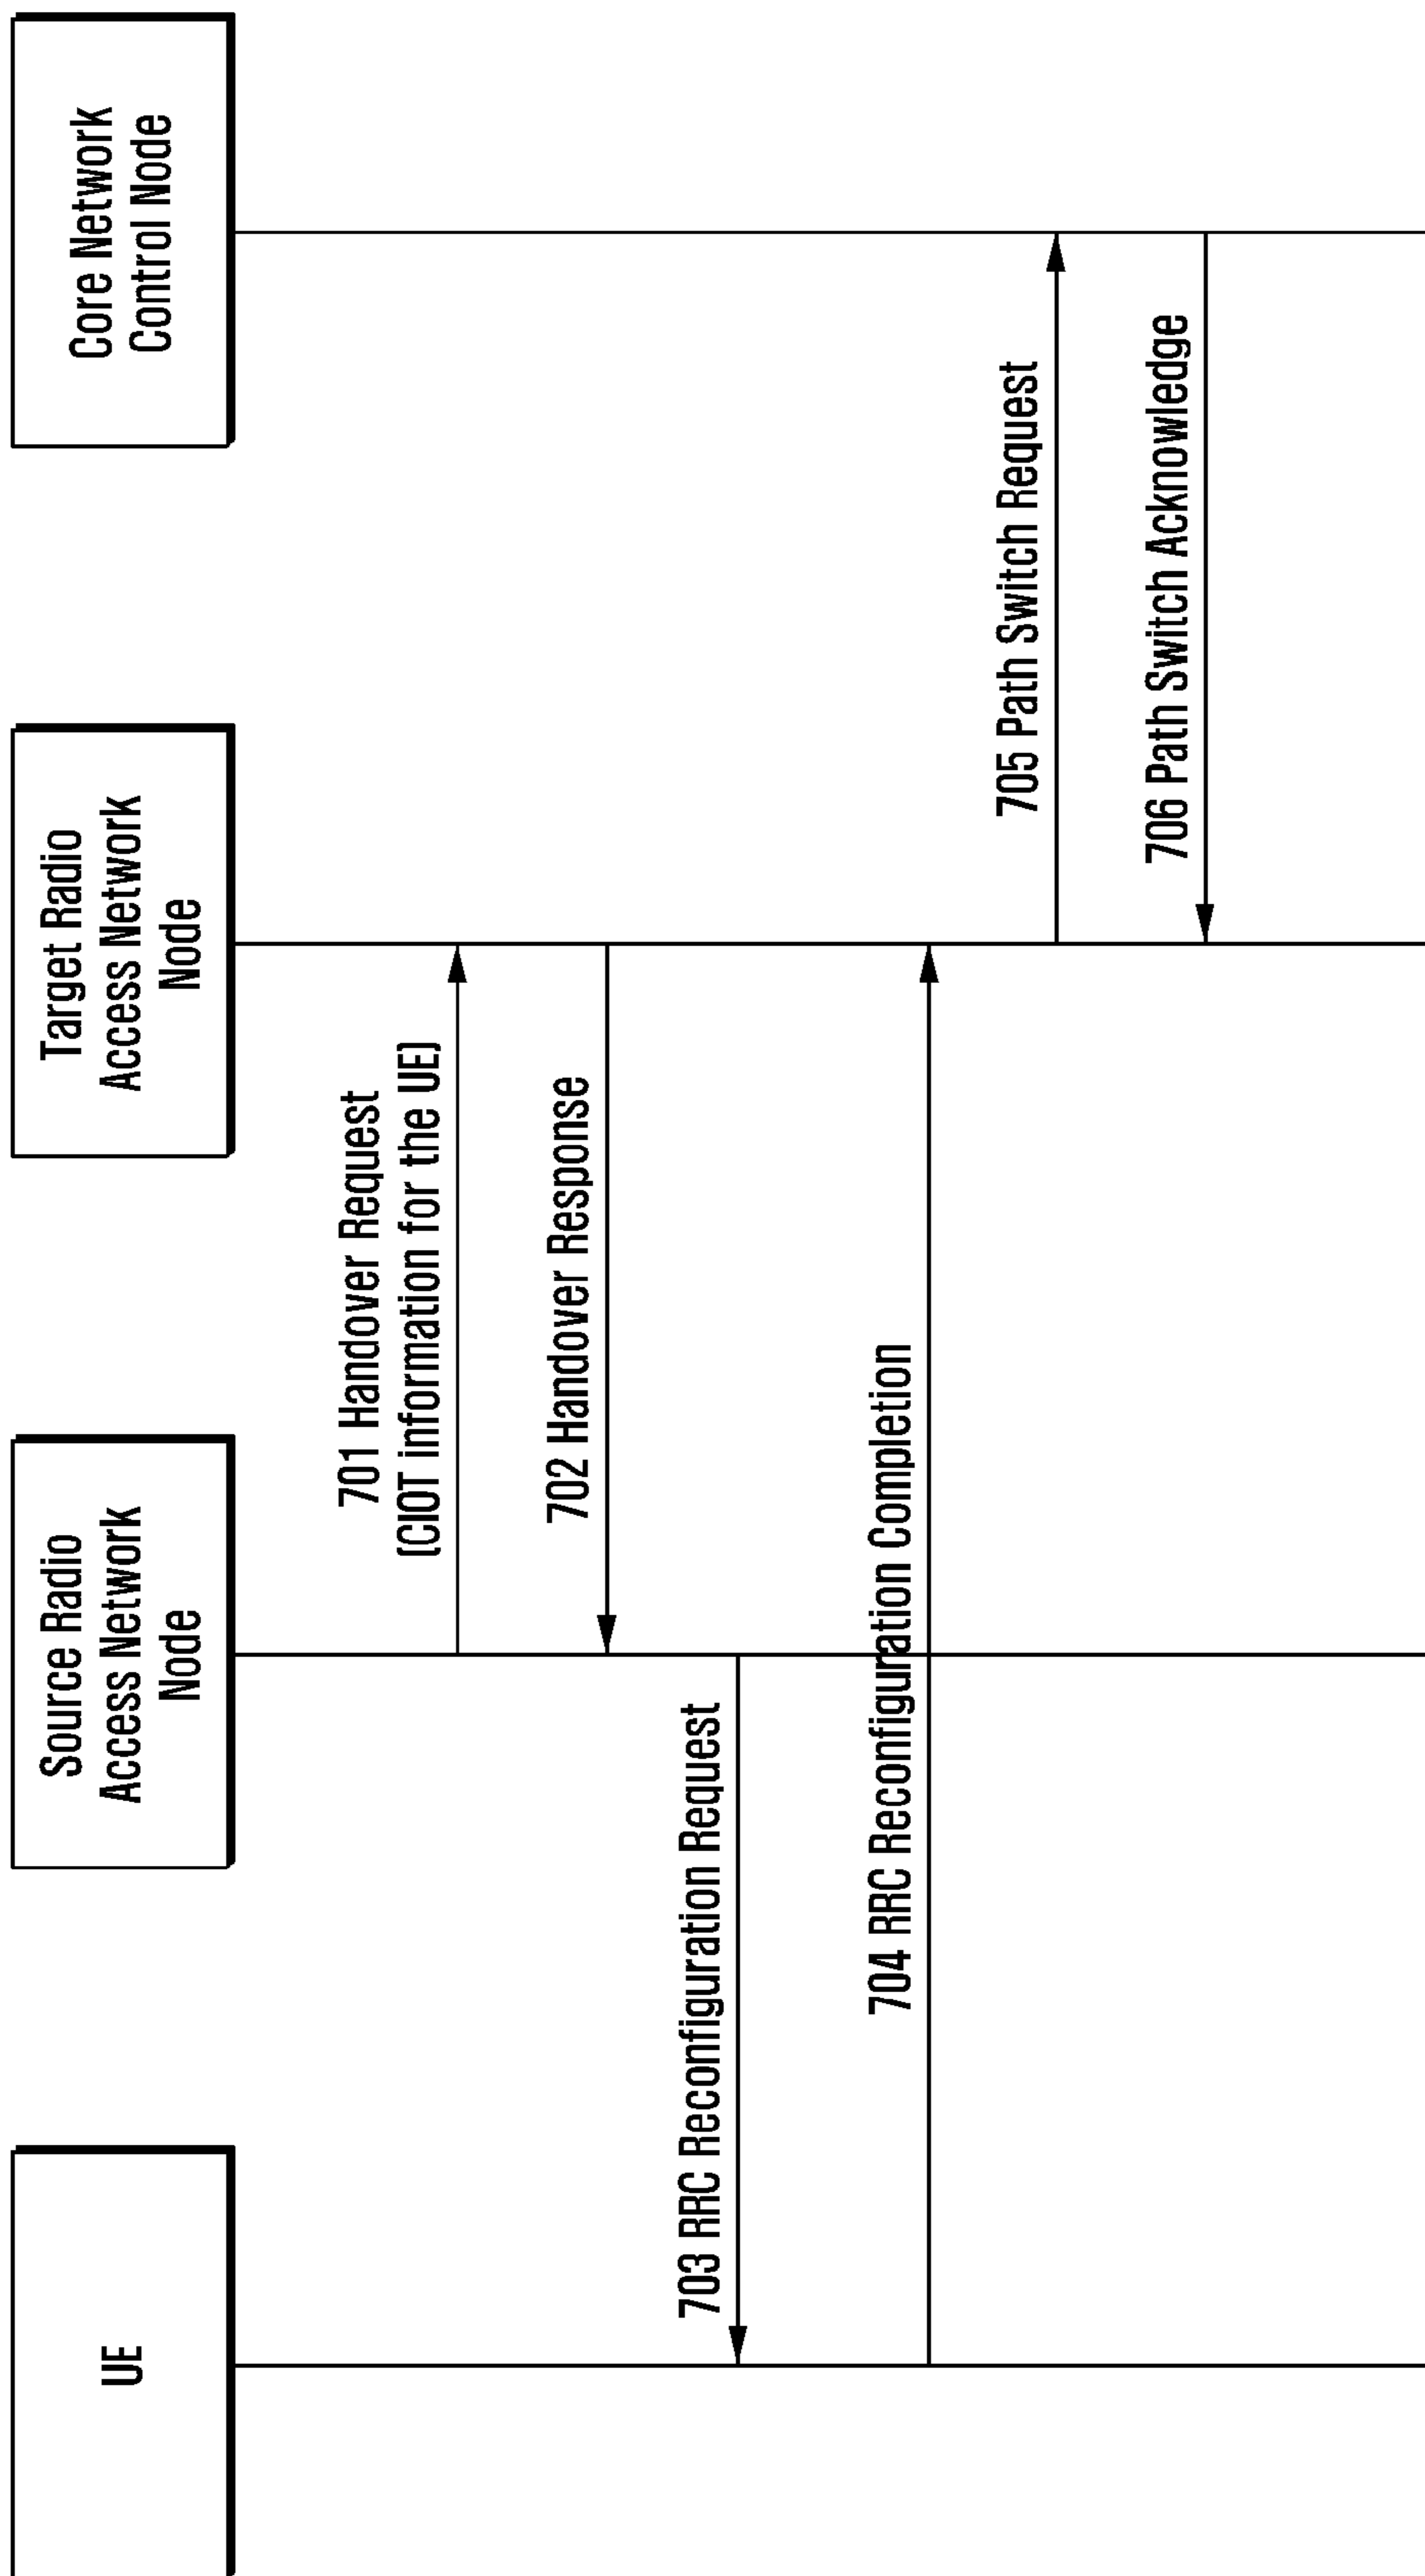 UE
Source Radio
Access Network
Node
Target Radio
Access Network
Node
Core Network
Control Node
701 Handover Request
(CIOT information for the UE)
702 Handover Response
703 RRC Reconfiguration Request
704 RRC Reconfiguration Completion
705 Path Switch Request
706 Path Switch Acknowledge